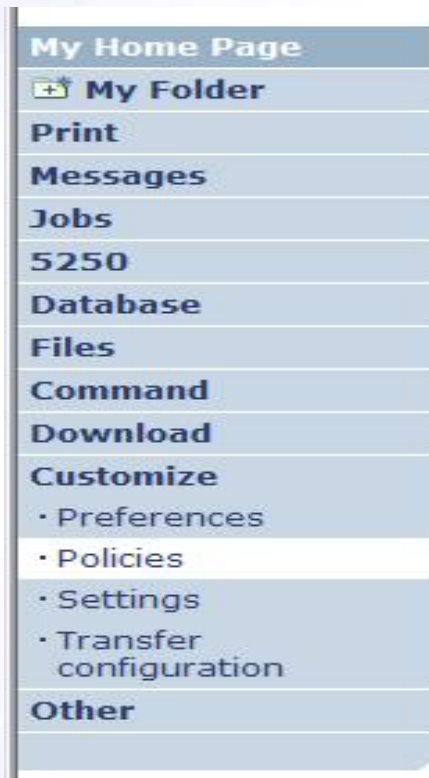 My Home Page
My Folder
Print
Messages
Jobs
5250
Database
Files
Command
Download
Customize
· Preferences
· Policies
· Settings
· Transfer
configuration
Other